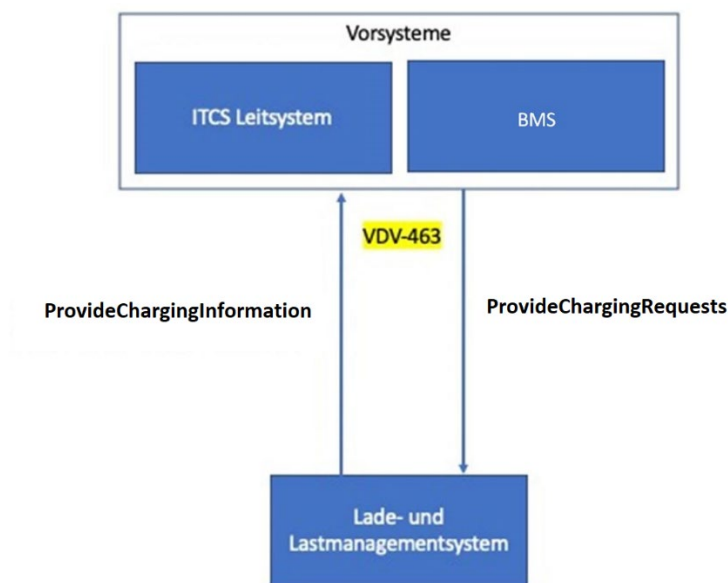 Vorsysteme
ITCS Leitsystem
BMS
VDV-463
ProvideChargingInformation
ProvideChargingRequests
Lade- und
Lastmanagementsystem